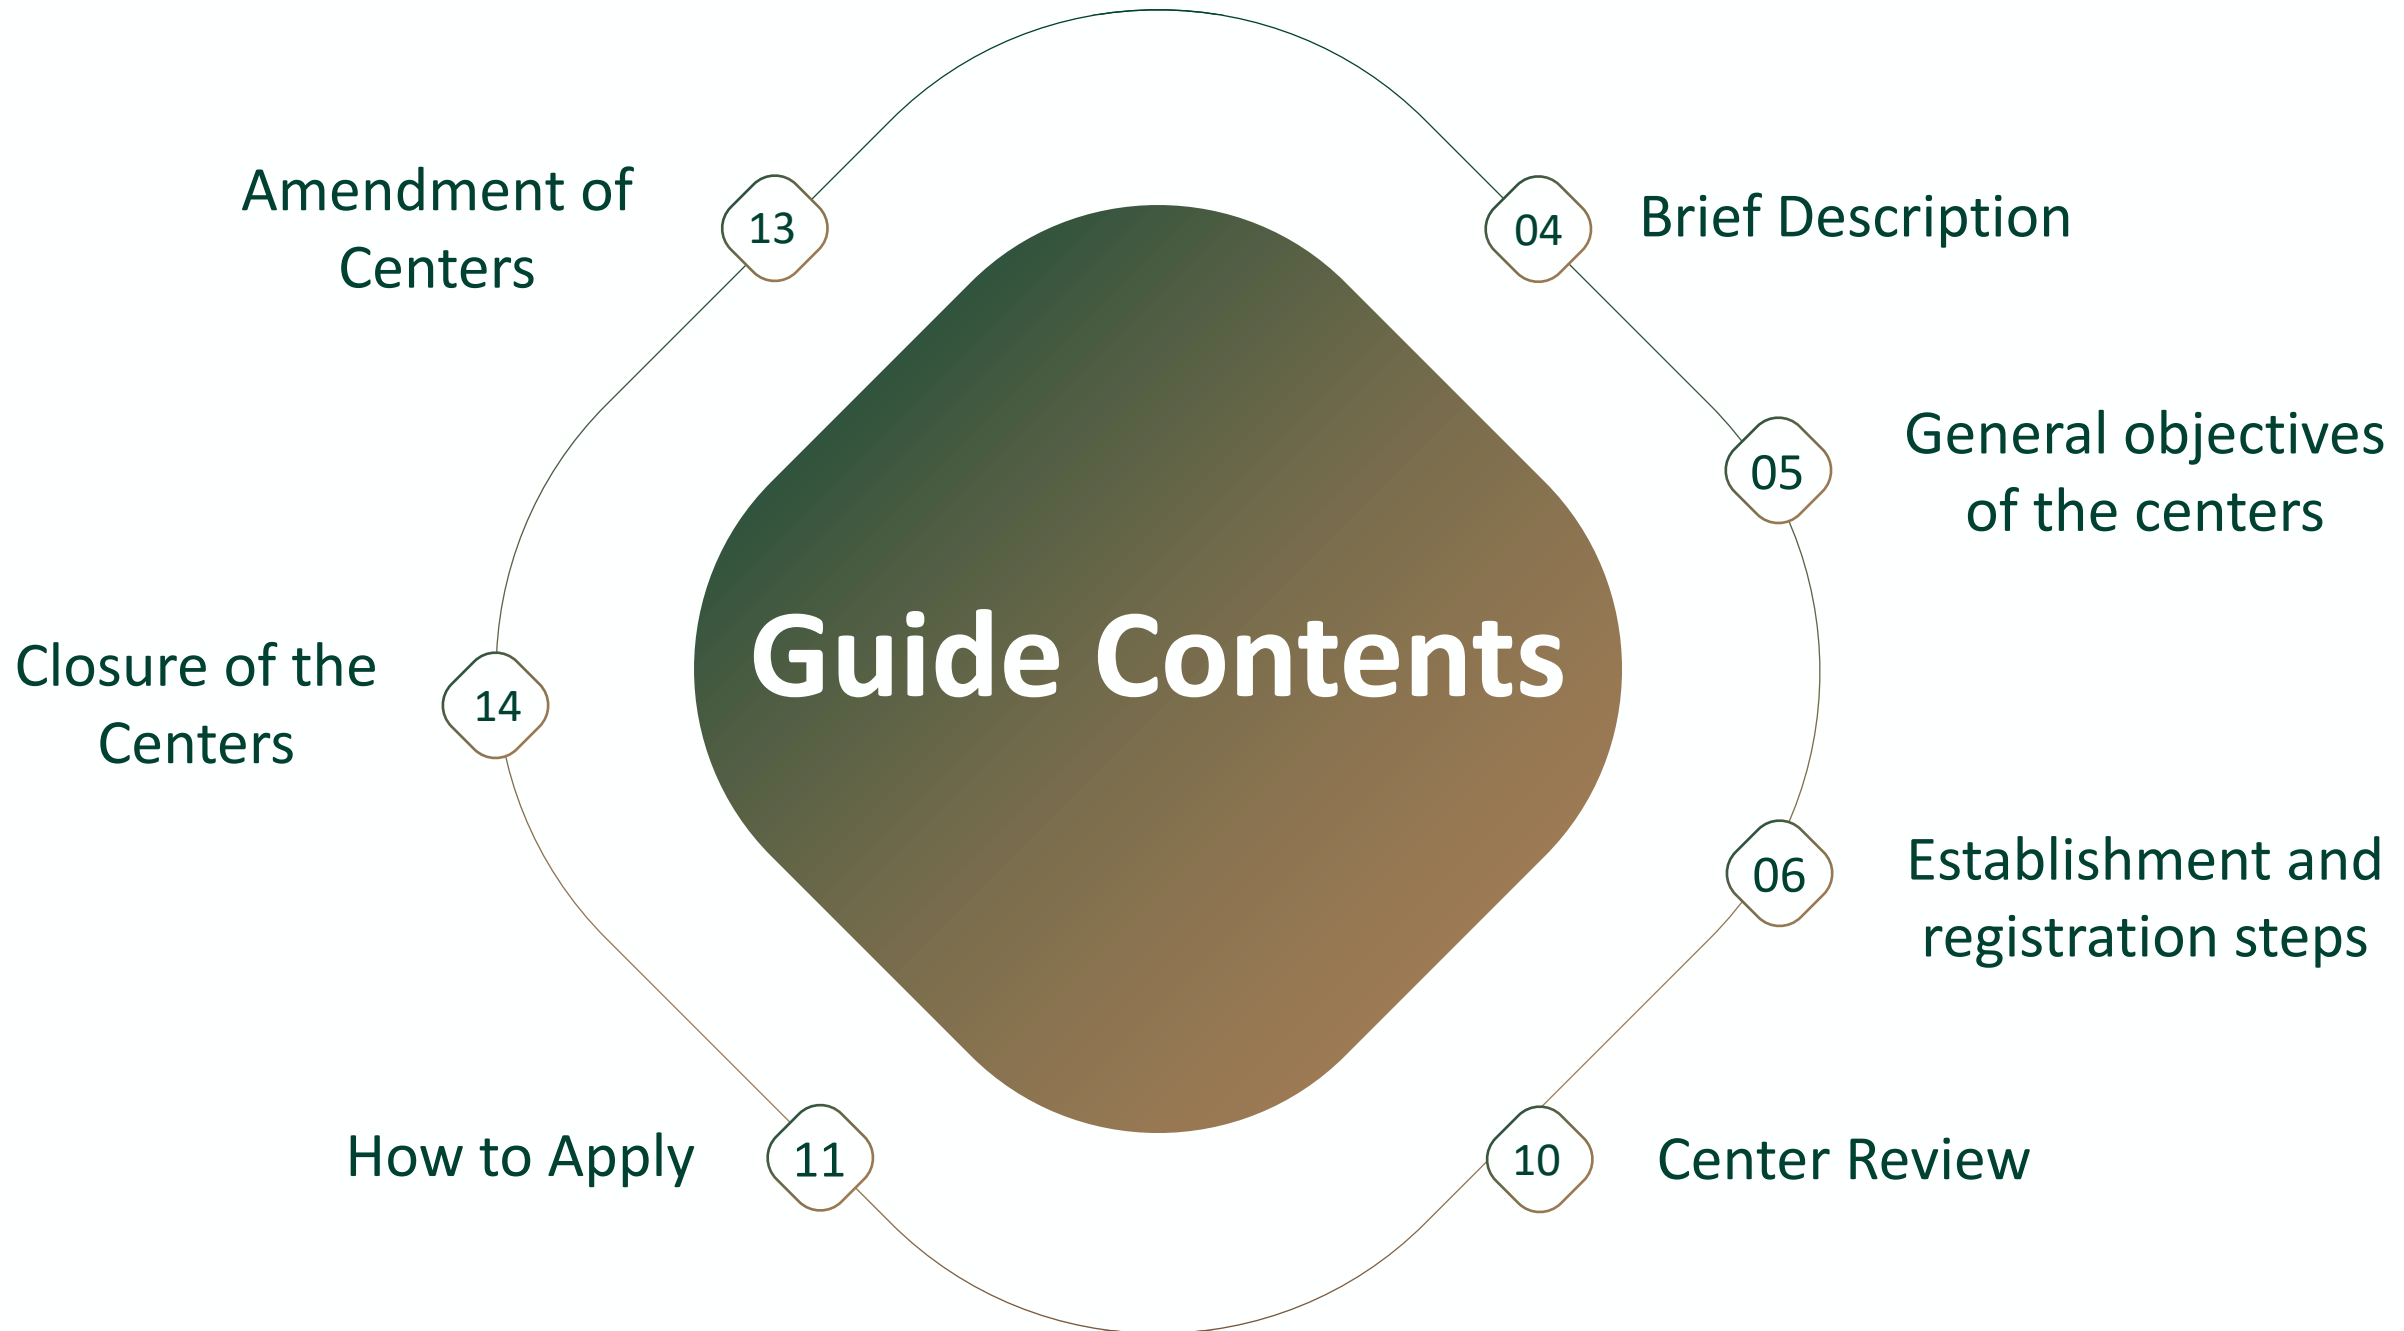 Guide Contents
04
Brief Description
05
General objectives
of the centers
06
Establishment and
registration steps
10
Center Review
11
How to Apply
13
Amendment of
Centers
14
Closure of the
Centers